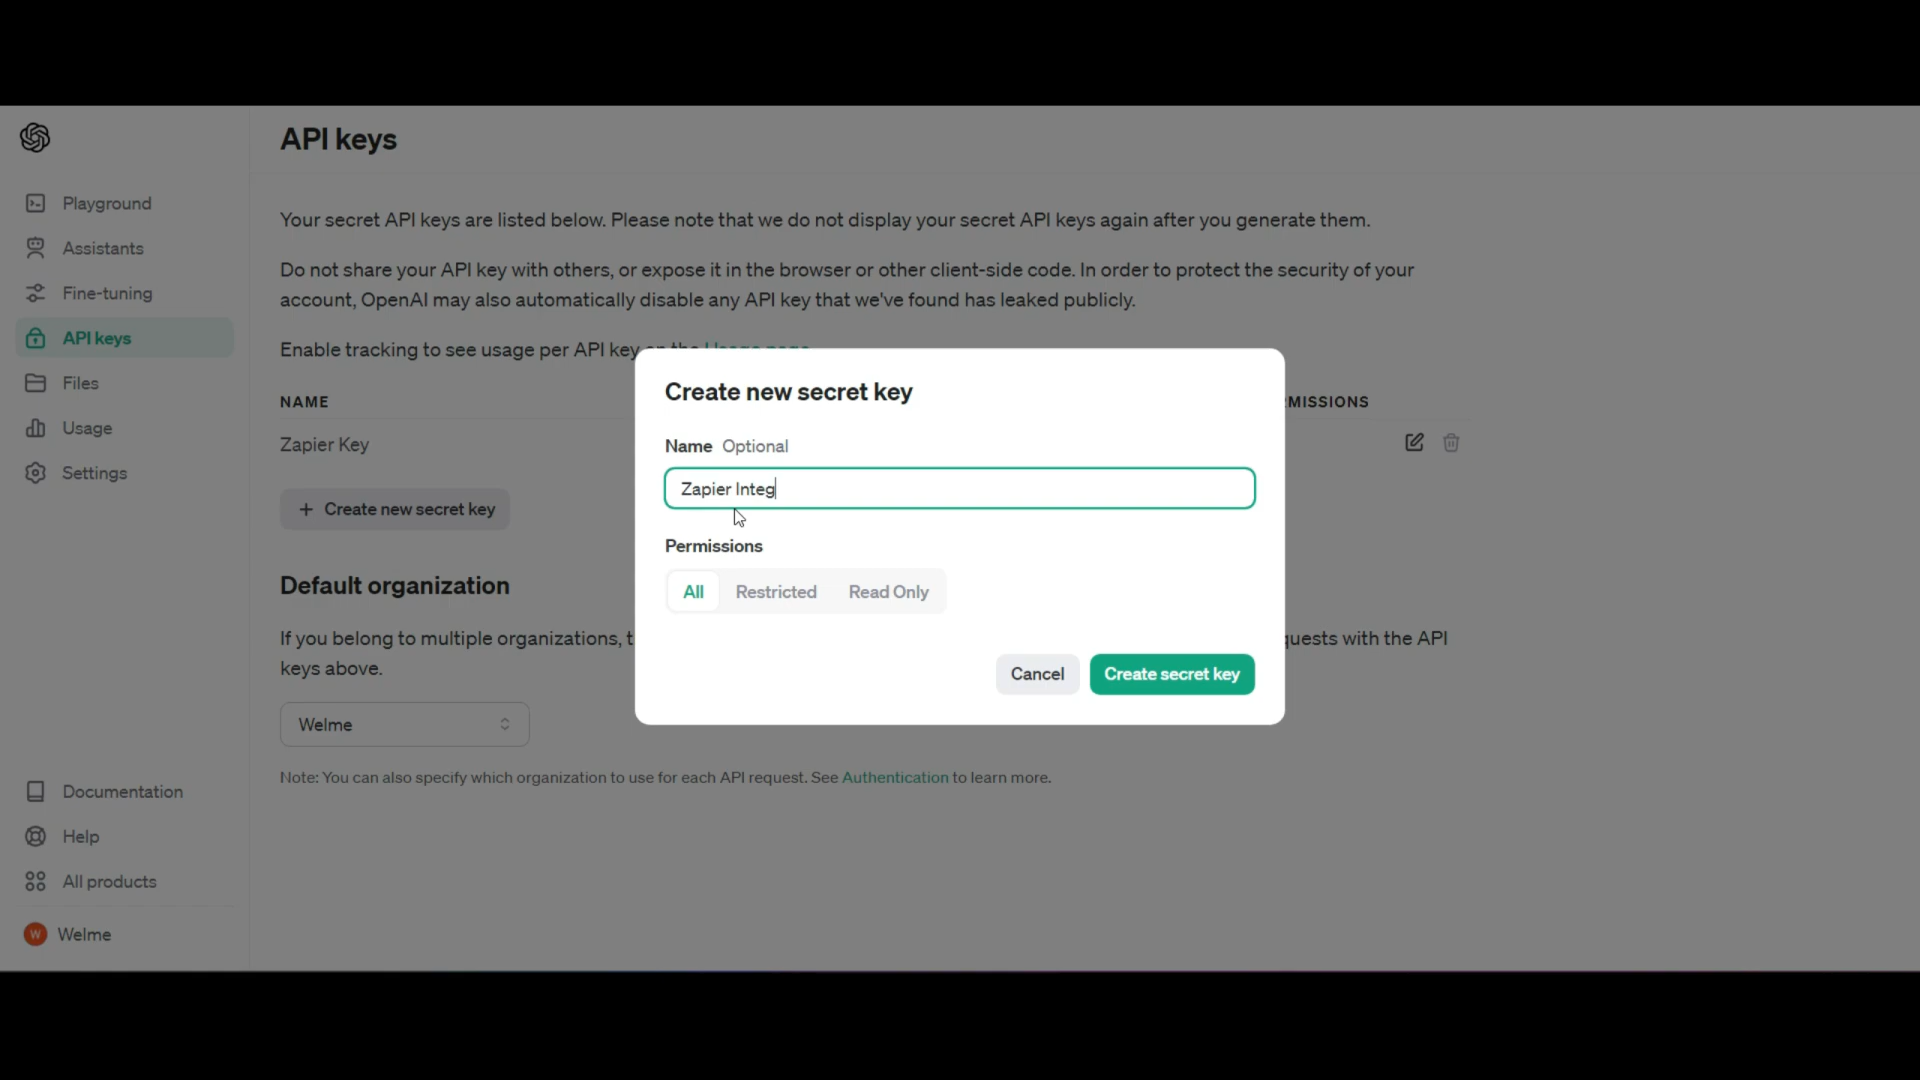 API keys
Playground
Assistants
Fine-tuning
API keys
Files
Usage
Settings
Documentation
Help
All products
W Welme
Your secret API keys are listed below. Please note that we do not display your secret API keys again after you generate them.
Do not share your API key with others, or expose it in the browser or other client-side code. In order to protect the security of your
account, OpenAI may also automatically disable any API key that we've found has leaked publicly.
Enable tracking to see usage per API key on the Usage page
NAME
MISSIONS
Zapier Key
+ Create new secret key
Default organization
If you belong to multiple organizations, t
quests with the API
keys above.
Welme
Note: You can also specify which organization to use for each API request. See Authentication to learn more.
Create new secret key
Name Optional
Zapier Integ
Permissions
All Restricted Read Only
Cancel Create secret key